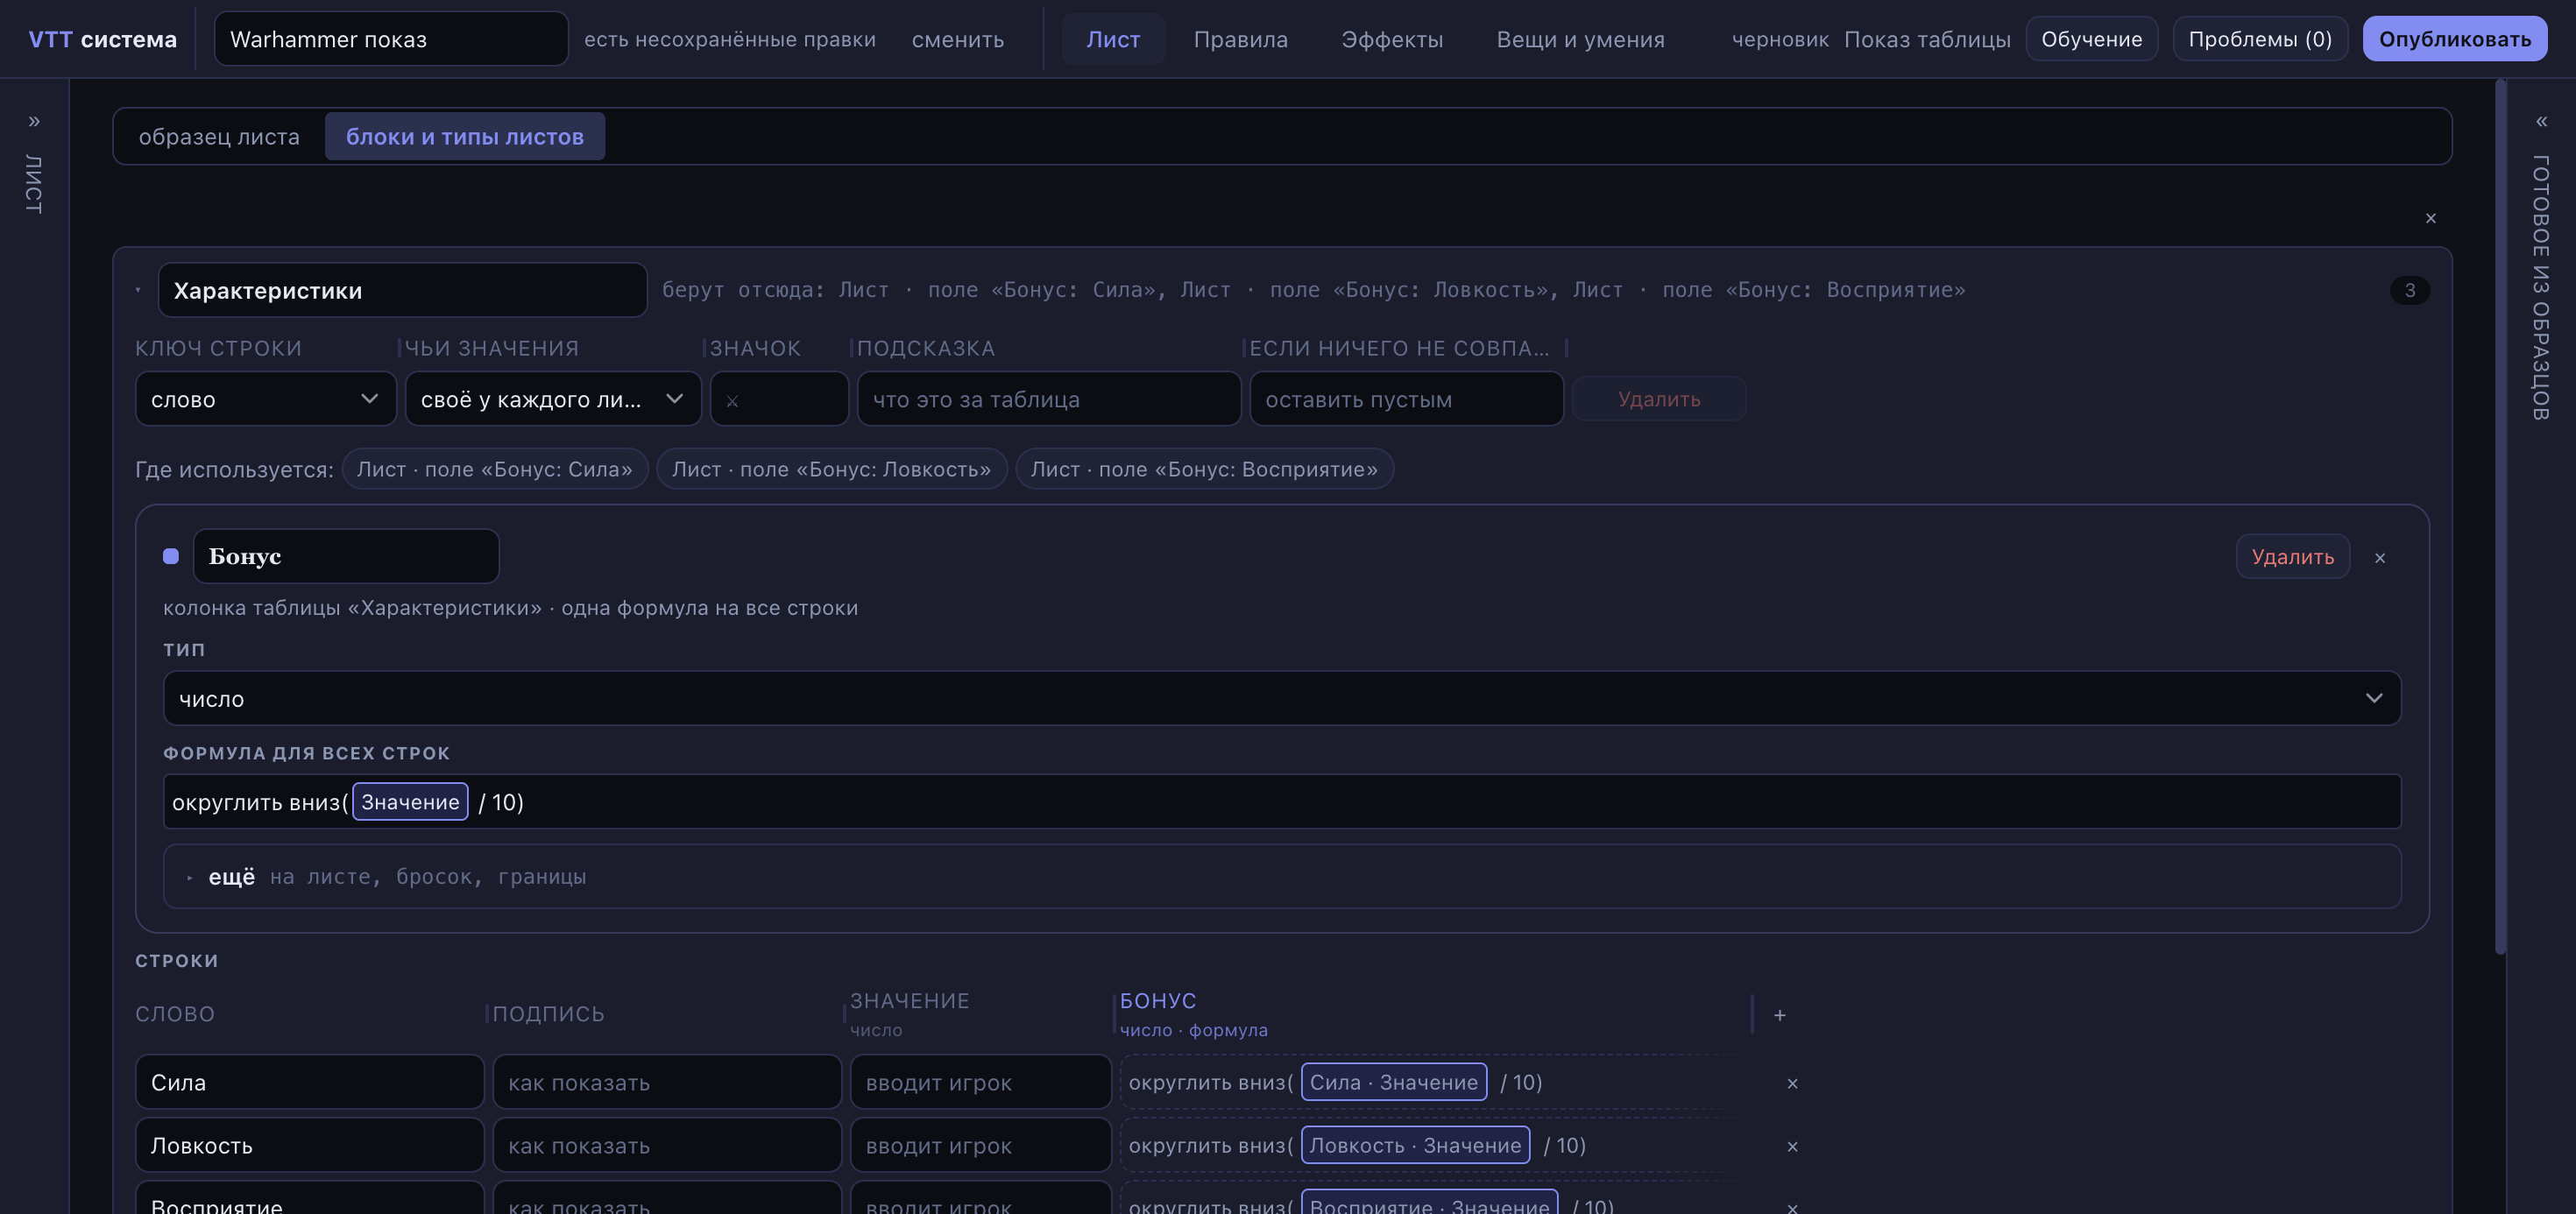 VTT система
Warhammer показ
есть несохранённые правки
сменить
Лист
Правила
Эффекты
Вещи и умения
черновик
Показ таблицы
Обучение
Проблемы (0)
Опубликовать
»
ЛИСТ
образец листа
блоки и типы листов
×
Характеристики
берут отсюда: Лист · поле «Бонус: Сила», Лист · поле «Бонус: Ловкость», Лист · поле «Бонус: Восприятие»
3
КЛЮЧ СТРОКИ
ЧЬИ ЗНАЧЕНИЯ
ЗНАЧОК
ПОДСКАЗКА
ЕСЛИ НИЧЕГО НЕ СОВПА...
слово
своё у каждого ли...
⚔
что это за таблица
оставить пустым
Удалить
Где используется:
Лист · поле «Бонус: Сила»
Лист · поле «Бонус: Ловкость»
Лист · поле «Бонус: Восприятие»
Бонус
Удалить
×
колонка таблицы «Характеристики» · одна формула на все строки
ТИП
число
ФОРМУЛА ДЛЯ ВСЕХ СТРОК
округлить вниз( Значение / 10)
ещё на листе, бросок, границы
СТРОКИ
СЛОВО
ПОДПИСЬ
ЗНАЧЕНИЕ
число
БОНУС
число · формула
+
Сила
как показать
вводит игрок
округлить вниз( Сила · Значение / 10)
×
Ловкость
как показать
вводит игрок
округлить вниз( Ловкость · Значение / 10)
×
Восприятие
как показать
вводит игрок
округлить вниз( Восприятие · Значение / 10)
×
«
ГОТОВОЕ ИЗ ОБРАЗЦОВ